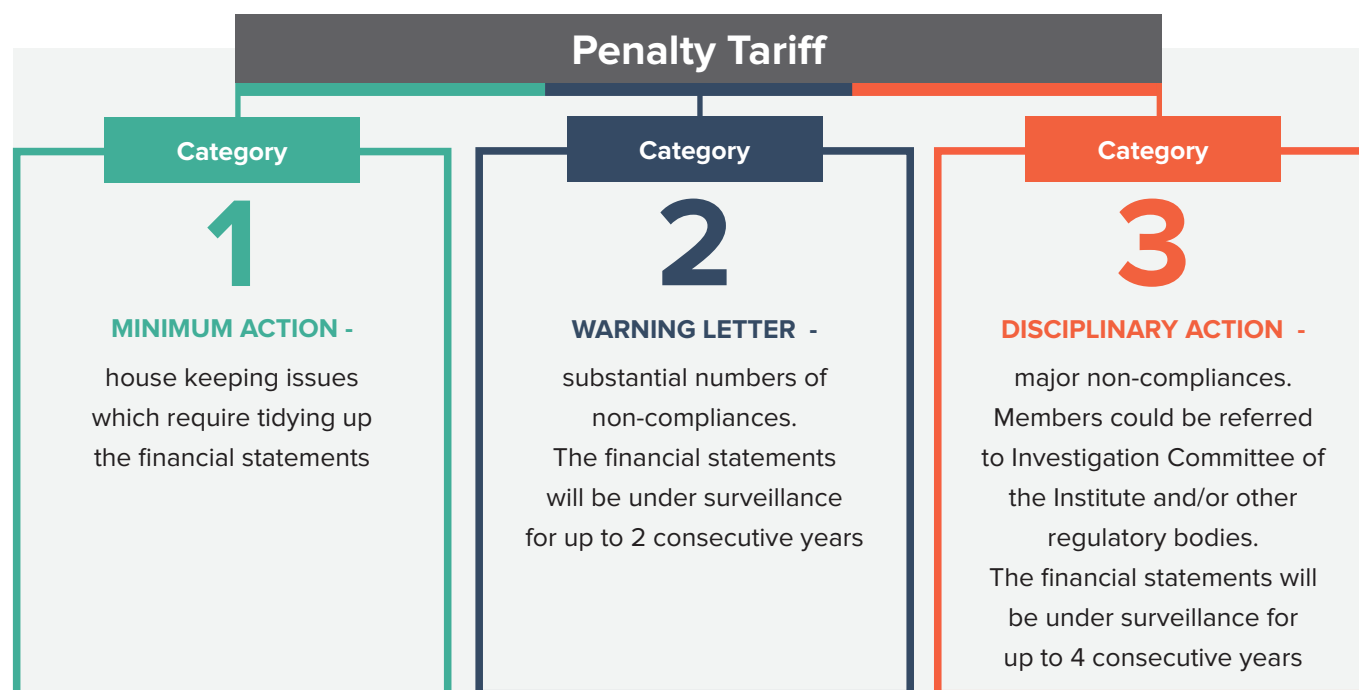 Penalty Tariff
Category
1
MINIMUM ACTION -
house keeping issues
which require tidying up
the financial statements
Category
2
WARNING LETTER -
substantial numbers of
non-compliances.
The financial statements
will be under surveillance
for up to 2 consecutive years
Category
3
DISCIPLINARY ACTION -
major non-compliances.
Members could be referred
to Investigation Committee of
the Institute and/or other
regulatory bodies.
The financial statements will
be under surveillance for
up to 4 consecutive years